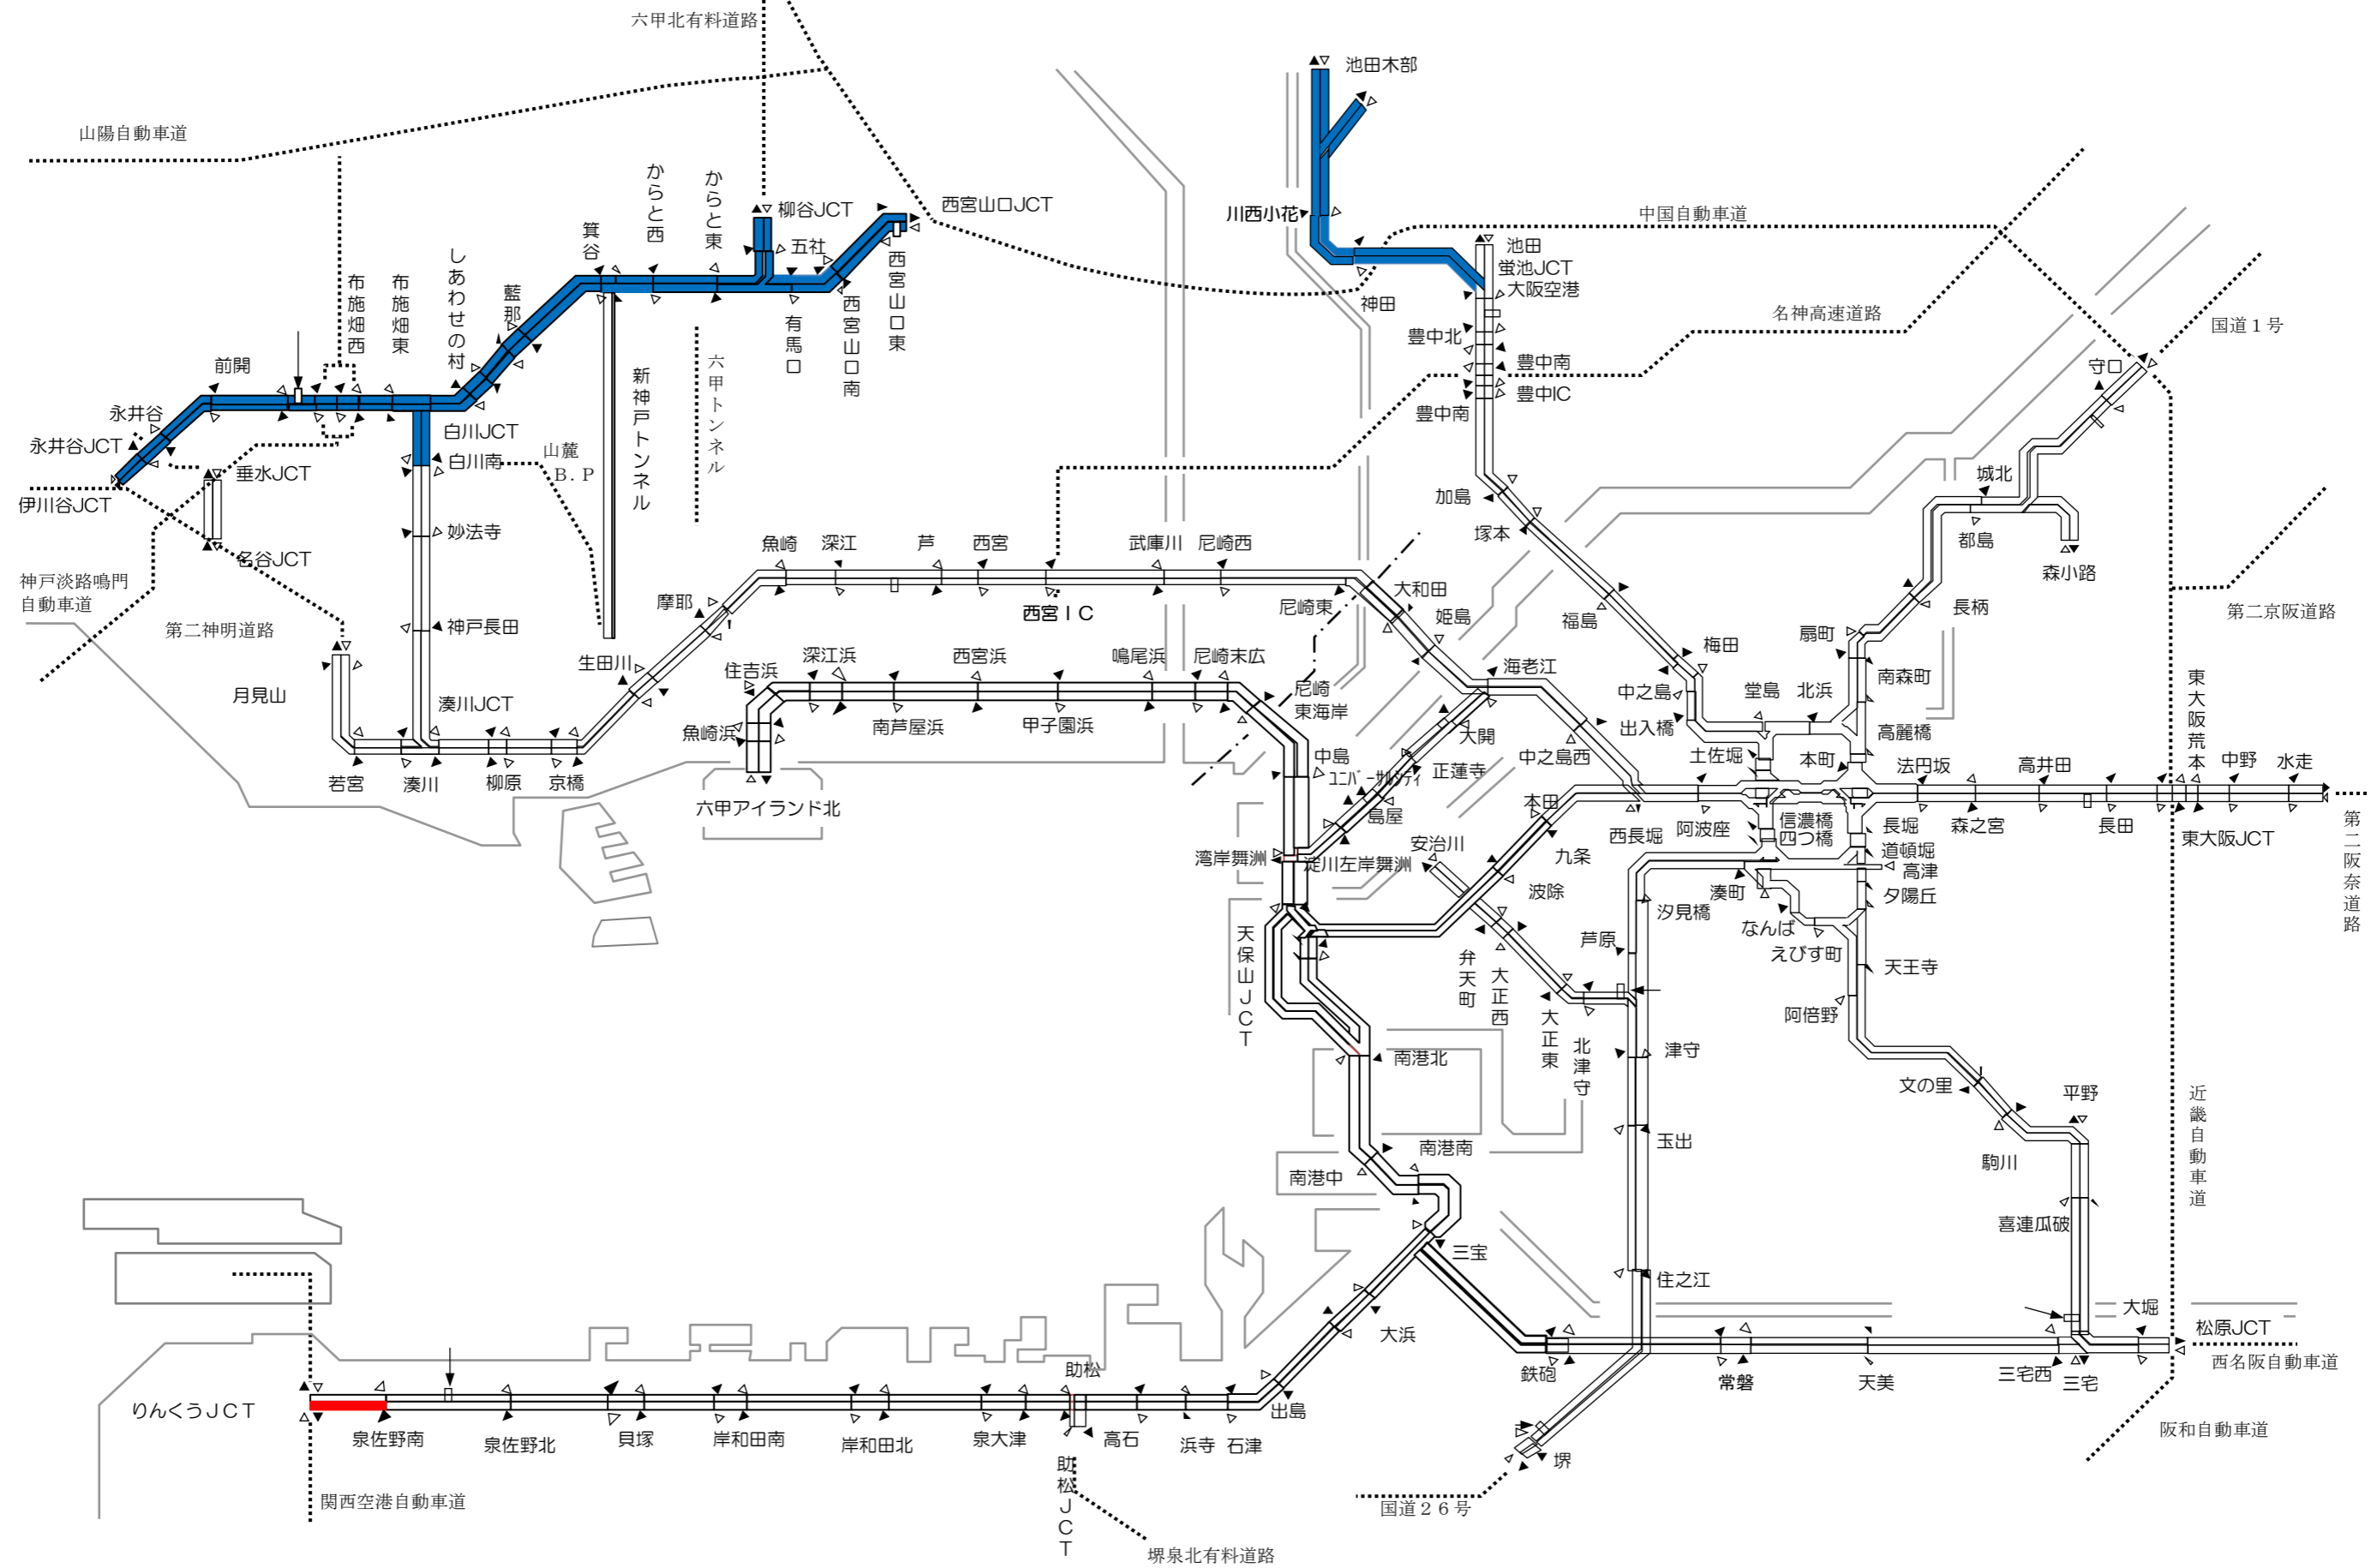 六甲北有料道路
池田木部
山陽自動車道
からと西
からと東
箕谷
柳谷JCT
西宮山口JCT
川西小花
中国自動車道
五社
池田
蛍池JCT
大阪空港
神田
しあわせの村
布施畑西
布施畑東
藍那
西宮山口東
有馬口
西宮山口南
名神高速道路
国道１号
豊中北
豊中南
前開
新神戸トンネル
六甲トンネル
豊中IC
豊中南
守口
永井谷
永井谷JCT
白川JCT
白川南
山麓
Ｂ．Ｐ
垂水JCT
伊川谷JCT
城北
加島
塚本
都島
妙法寺
魚崎
深江
芦
西宮
武庫川
尼崎西
名谷JCT
神戸淡路鳴門
自動車道
森小路
摩耶
西宮ＩＣ
尼崎東
大和田
姫島
福島
長柄
第二京阪道路
第二神明道路
神戸長田
扇町
梅田
生田川
住吉浜
深江浜
西宮浜
鳴尾浜
尼崎末広
海老江
南森町
東大阪荒本
月見山
湊川JCT
尼崎
東海岸
中之島
堂島
北浜
魚崎浜
南芦屋浜
甲子園浜
大開
出入橋
高麗橋
中之島西
土佐堀
本町
中島
ﾕﾆﾊﾞｰｻﾙｼﾃｨ
正蓮寺
法円坂
高井田
中野
水走
若宮
湊川
柳原
京橋
六甲アイランド北
島屋
本田
西長堀
阿波座
信濃橋
四つ橋
長堀
森之宮
長田
東大阪JCT
安治川
湾岸舞洲
淀川左岸舞洲
九条
道頓堀
高津
第二阪奈道路
波除
湊町
夕陽丘
汐見橋
なんば
えびす町
天保山ＪＣＴ
芦原
弁天町
大正西
天王寺
大正東
阿倍野
北津守
津守
南港北
文の里
平野
近畿自動車道
玉出
南港南
南港中
駒川
喜連瓜破
三宝
住之江
大堀
松原JCT
西名阪自動車道
大浜
鉄砲
常磐
天美
三宅西
三宅
助松
りんくうＪＣＴ
泉佐野南
泉佐野北
貝塚
岸和田南
岸和田北
泉大津
高石
浜寺
石津
出島
堺
阪和自動車道
助松ＪＣＴ
関西空港自動車道
国道２６号
堺泉北有料道路